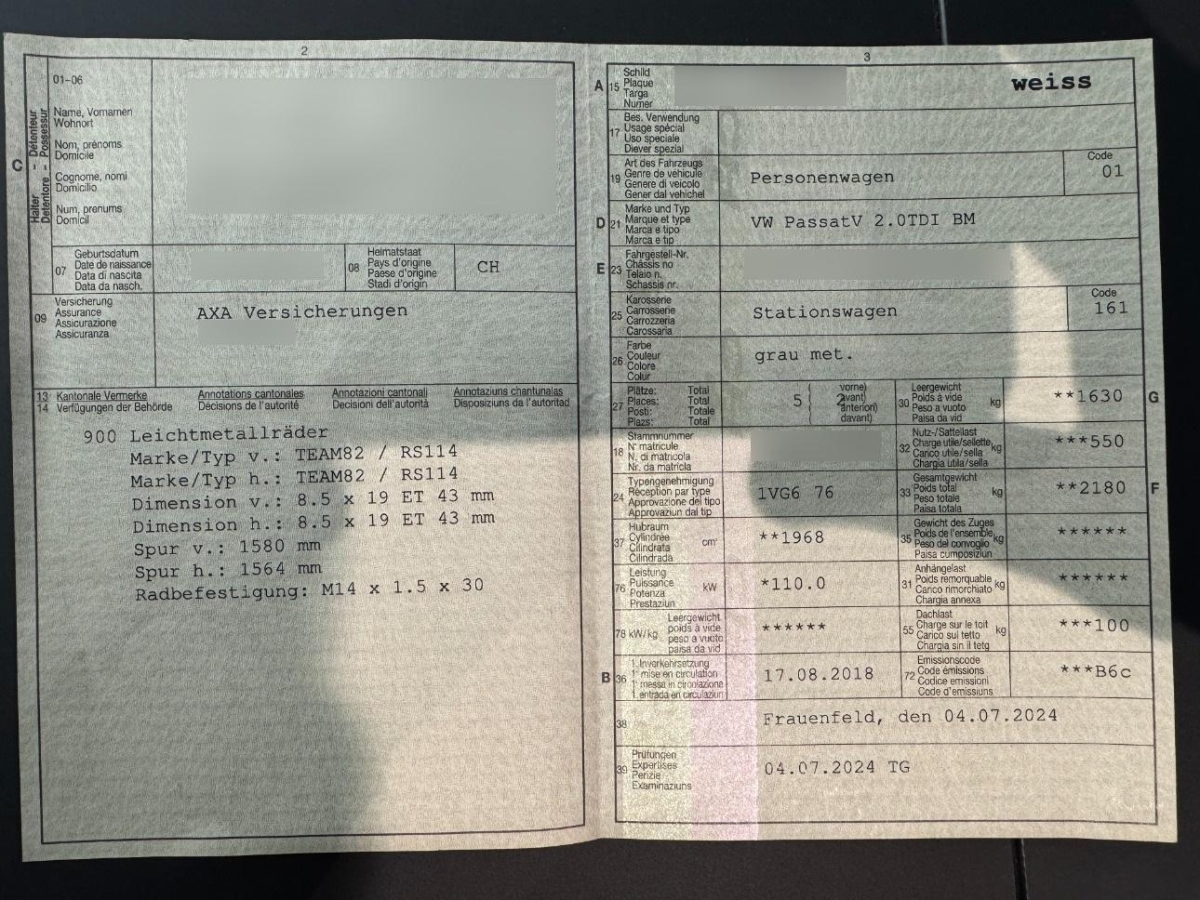 2
01-06
Name, Vornamen
Wohnort
Nom, prénoms
Domicile
Cognome, nomi
Domicilio
Num, prenums
Domicil
C
Halter - Détenteur
Detentore - Possessur
07
Geburtsdatum
Date de naissance
Data di nascita
Data da nasch.
08
Heimatstaat
Pays d'origine
Paese d'origine
Stadi d'origin
CH
09
Versicherung
Assurance
Assicurazione
Assicuranza
AXA Versicherungen
13 Kantonale Vermerke Annotations cantonales Annotazioni cantonali Annotaziuns chantunalas
14 Verfügungen der Behörde Décisions de l'autorité Decisioni dell'autorità Disposiziuns da l'autoritad
900 Leichtmetallräder
Marke/Typ v.: TEAM82 / RS114
Marke/Typ h.: TEAM82 / RS114
Dimension v.: 8.5 x 19 ET 43 mm
Dimension h.: 8.5 x 19 ET 43 mm
Spur v.: 1580 mm
Spur h.: 1564 mm
Radbefestigung: M14 x 1.5 x 30
3
A 15
Schild
Plaque
Targa
Numer
weiss
17
Bes. Verwendung
Usage spécial
Uso speciale
Diever spezial
19
Art des Fahrzeugs
Genre de véhicule
Genere di veicolo
Gener dal vehichel
Personenwagen
Code
01
D 21
Marke und Typ
Marque et type
Marca e tipo
Marca e tip
VW PassatV 2.0TDI BM
E 23
Fahrgestell-Nr.
Châssis no
Telaio n.
Schassis nr.
25
Karosserie
Carrosserie
Carrozzeria
Carossaria
Stationswagen
Code
161
26
Farbe
Couleur
Colore
Colur
grau met.
27
Plätze: Total
Places: Total
Posti: Totale
Plazs: Total
5 ( 2
vorne)
avant)
anteriori)
davant)
30
Leergewicht
Poids à vide
Peso a vuoto
Paisa da vid
kg
**1630
G
18
Stammnummer
N° matricule
N. di matricola
Nr. da matricla
32
Nutz-/Sattellast
Charge utile/sellette
Carico utile/sella
Chargia utila/sella
kg
***550
24
Typengenehmigung
Réception par type
Approvazione del tipo
Approvaziun dal tip
1VG6 76
33
Gesamtgewicht
Poids total
Peso totale
Paisa totala
kg
**2180
F
37
Hubraum
Cylindrée
Cilindrata
Cilindrada
cm³
**1968
35
Gewicht des Zuges
Poids de l'ensemble
Peso del convoglio
Paisa cumposiziun
kg
******
76
Leistung
Puissance
Potenza
Prestaziun
kW
*110.0
31
Anhängelast
Poids remorquable
Carico rimorchiato
Chargia annexa
kg
******
78 kW/kg
Leergewicht
poids à vide
peso a vuoto
paisa da vid
******
55
Dachlast
Charge sur le toit
Carico sul tetto
Chargia sin il tetg
kg
***100
B 36
1. Inverkehrsetzung
1re mise en circulation
1a messa in circolazione
1. entrada en circulaziun
17.08.2018
72
Emissionscode
Code émissions
Codice emissioni
Code d'emissiuns
***B6c
38
Frauenfeld, den 04.07.2024
39
Prüfungen
Expertises
Perizie
Examinaziuns
04.07.2024 TG